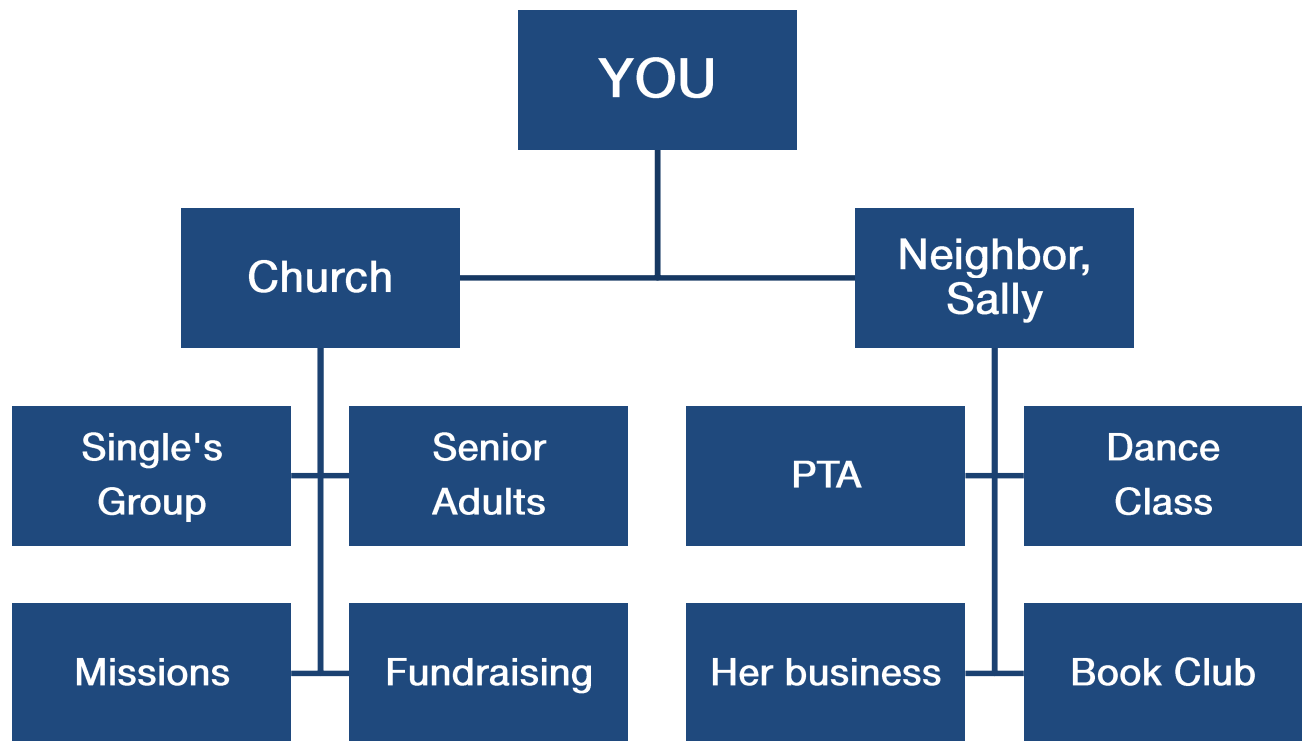 YOU
Church
Neighbor,
Sally
Single's
Group
Senior
Adults
PTA
Dance
Class
Missions
Fundraising
Her business
Book Club